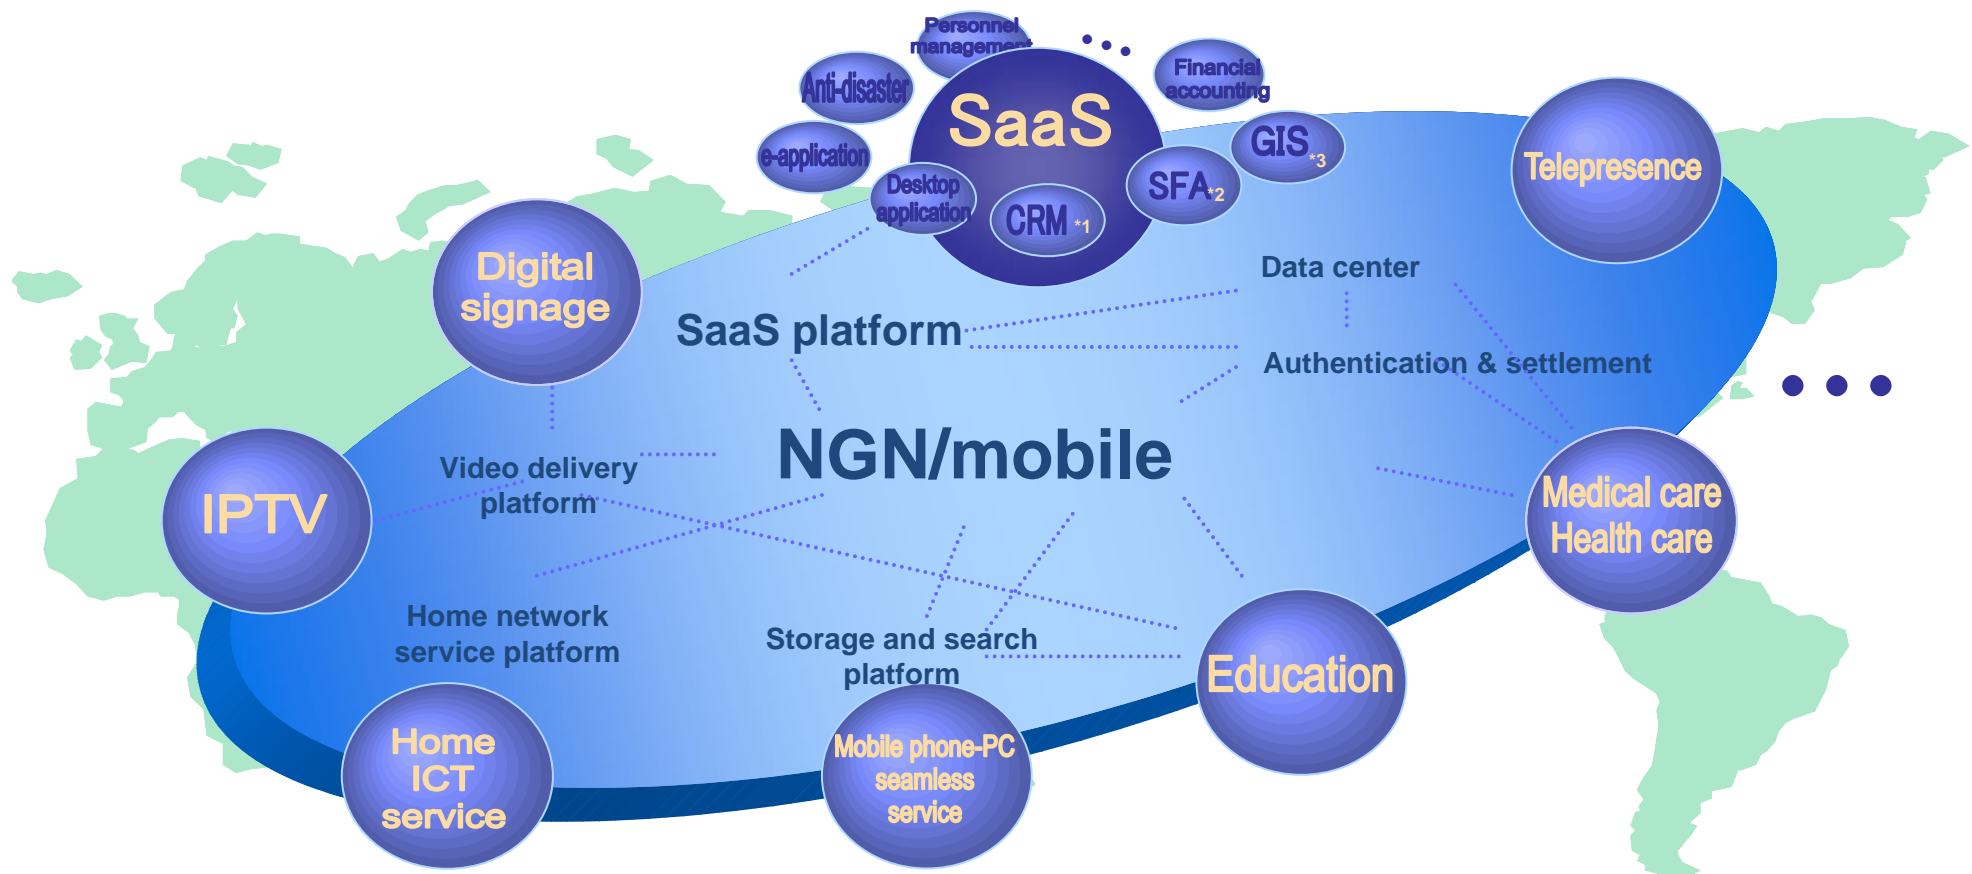 Personnel
management
• • •
Financial
accounting
Anti-disaster
SaaS
GIS *3
e-application
Desktop
application
CRM *1
SFA *2
Telepresence
Digital
signage
Data center
SaaS platform
Authentication & settlement
• • •
NGN/mobile
Video delivery
platform
IPTV
Medical care
Health care
Home network
service platform
Storage and search
platform
Education
Home
ICT
service
Mobile phone-PC
seamless
service